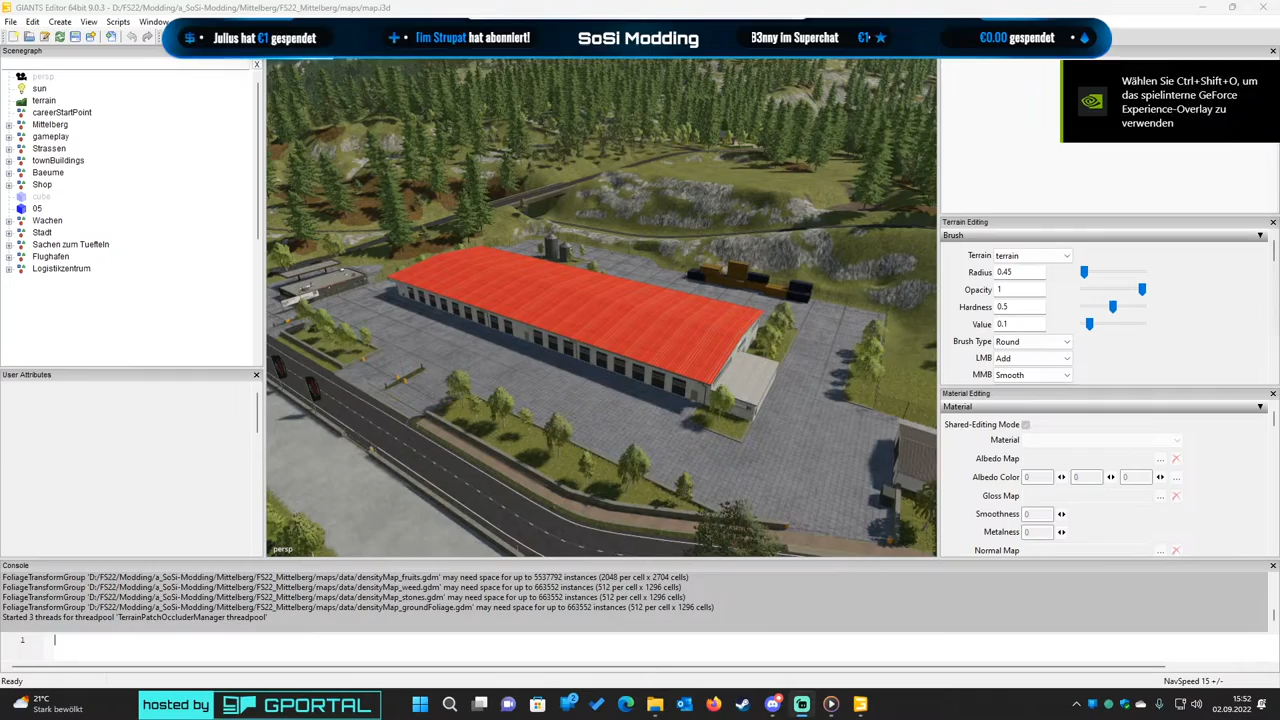 GIANTS Editor 64bit 9.0.3 - D:/FS22/Modding/a_SoSi-Modding/Mittelberg/FS22_Mittelberg/maps/map.i3d
File Edit Create View Scripts Window
Julius hat €1 gespendet
Tim Strupat hat abonniert!
SoSi Modding
B3nny im Superchat €1
€0.00 gespendet
Scenegraph
X
persp
sun
terrain
careerStartPoint
Mittelberg
gameplay
Strassen
townBuildings
Baeume
Shop
cube
05
Wachen
Stadt
Sachen zum Tuefteln
Flughafen
Logistikzentrum
User Attributes
persp
Wählen Sie Ctrl+Shift+O, um
das spielinterne GeForce
Experience-Overlay zu
verwenden
Terrain Editing
Brush
Terrain terrain
Radius 0.45
Opacity 1
Hardness 0.5
Value 0.1
Brush Type Round
LMB Add
MMB Smooth
Material Editing
Material
Shared-Editing Mode
Material
Albedo Map ...
Albedo Color 0 0 0 ...
Gloss Map ...
Smoothness 0
Metalness 0
Normal Map ...
Console
FoliageTransformGroup 'D:/FS22/Modding/a_SoSi-Modding/Mittelberg/FS22_Mittelberg/maps/data/densityMap_fruits.gdm' may need space for up to 5537792 instances (2048 per cell x 2704 cells)
FoliageTransformGroup 'D:/FS22/Modding/a_SoSi-Modding/Mittelberg/FS22_Mittelberg/maps/data/densityMap_weed.gdm' may need space for up to 663552 instances (512 per cell x 1296 cells)
FoliageTransformGroup 'D:/FS22/Modding/a_SoSi-Modding/Mittelberg/FS22_Mittelberg/maps/data/densityMap_stones.gdm' may need space for up to 663552 instances (512 per cell x 1296 cells)
FoliageTransformGroup 'D:/FS22/Modding/a_SoSi-Modding/Mittelberg/FS22_Mittelberg/maps/data/densityMap_groundFoliage.gdm' may need space for up to 663552 instances (512 per cell x 1296 cells)
Started 3 threads for threadpool 'TerrainPatchOccluderManager threadpool'
1
Ready
NavSpeed 15 +/-
21°C
Stark bewölkt
hosted by GPORTAL
15:52
02.09.2022